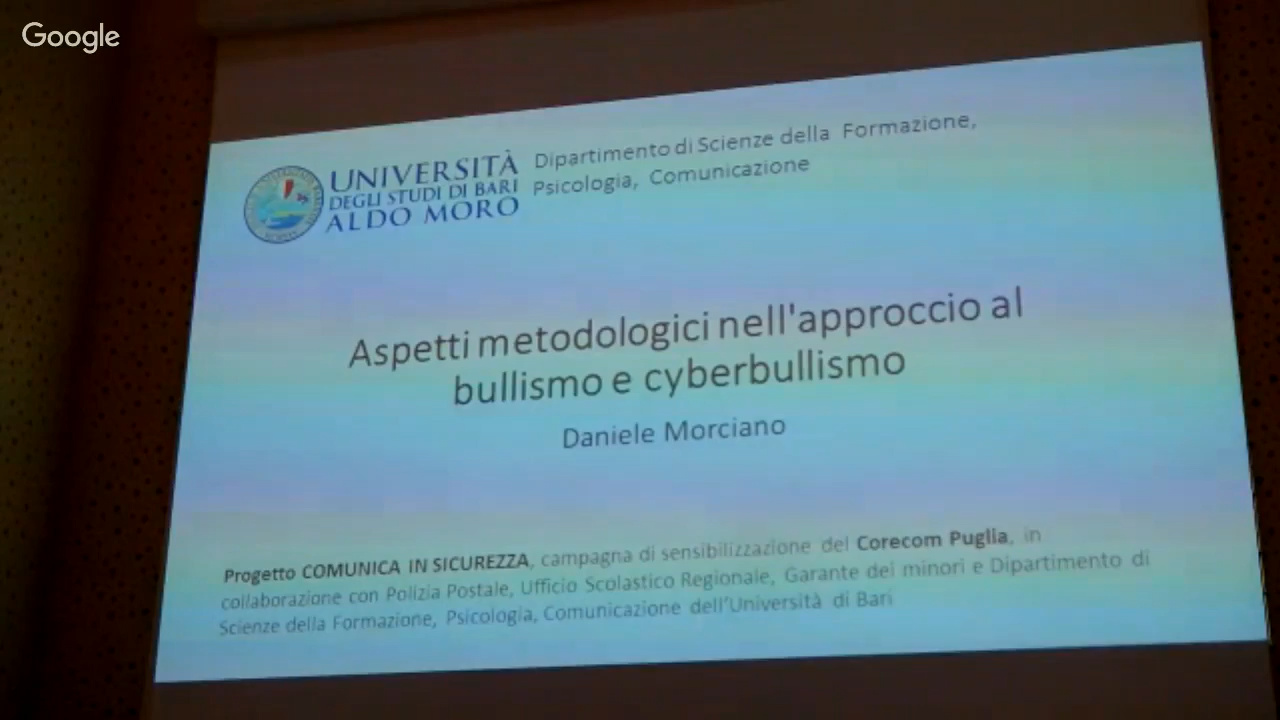 Google
UNIVERSITÀ
DEGLI STUDI DI BARI
ALDO MORO
Dipartimento di Scienze della Formazione,
Psicologia, Comunicazione
Aspetti metodologici nell'approccio al
bullismo e cyberbullismo
Daniele Morciano
Progetto COMUNICA IN SICUREZZA, campagna di sensibilizzazione del Corecom Puglia, in
collaborazione con Polizia Postale, Ufficio Scolastico Regionale, Garante dei minori e Dipartimento di
Scienze della Formazione, Psicologia, Comunicazione dell'Università di Bari